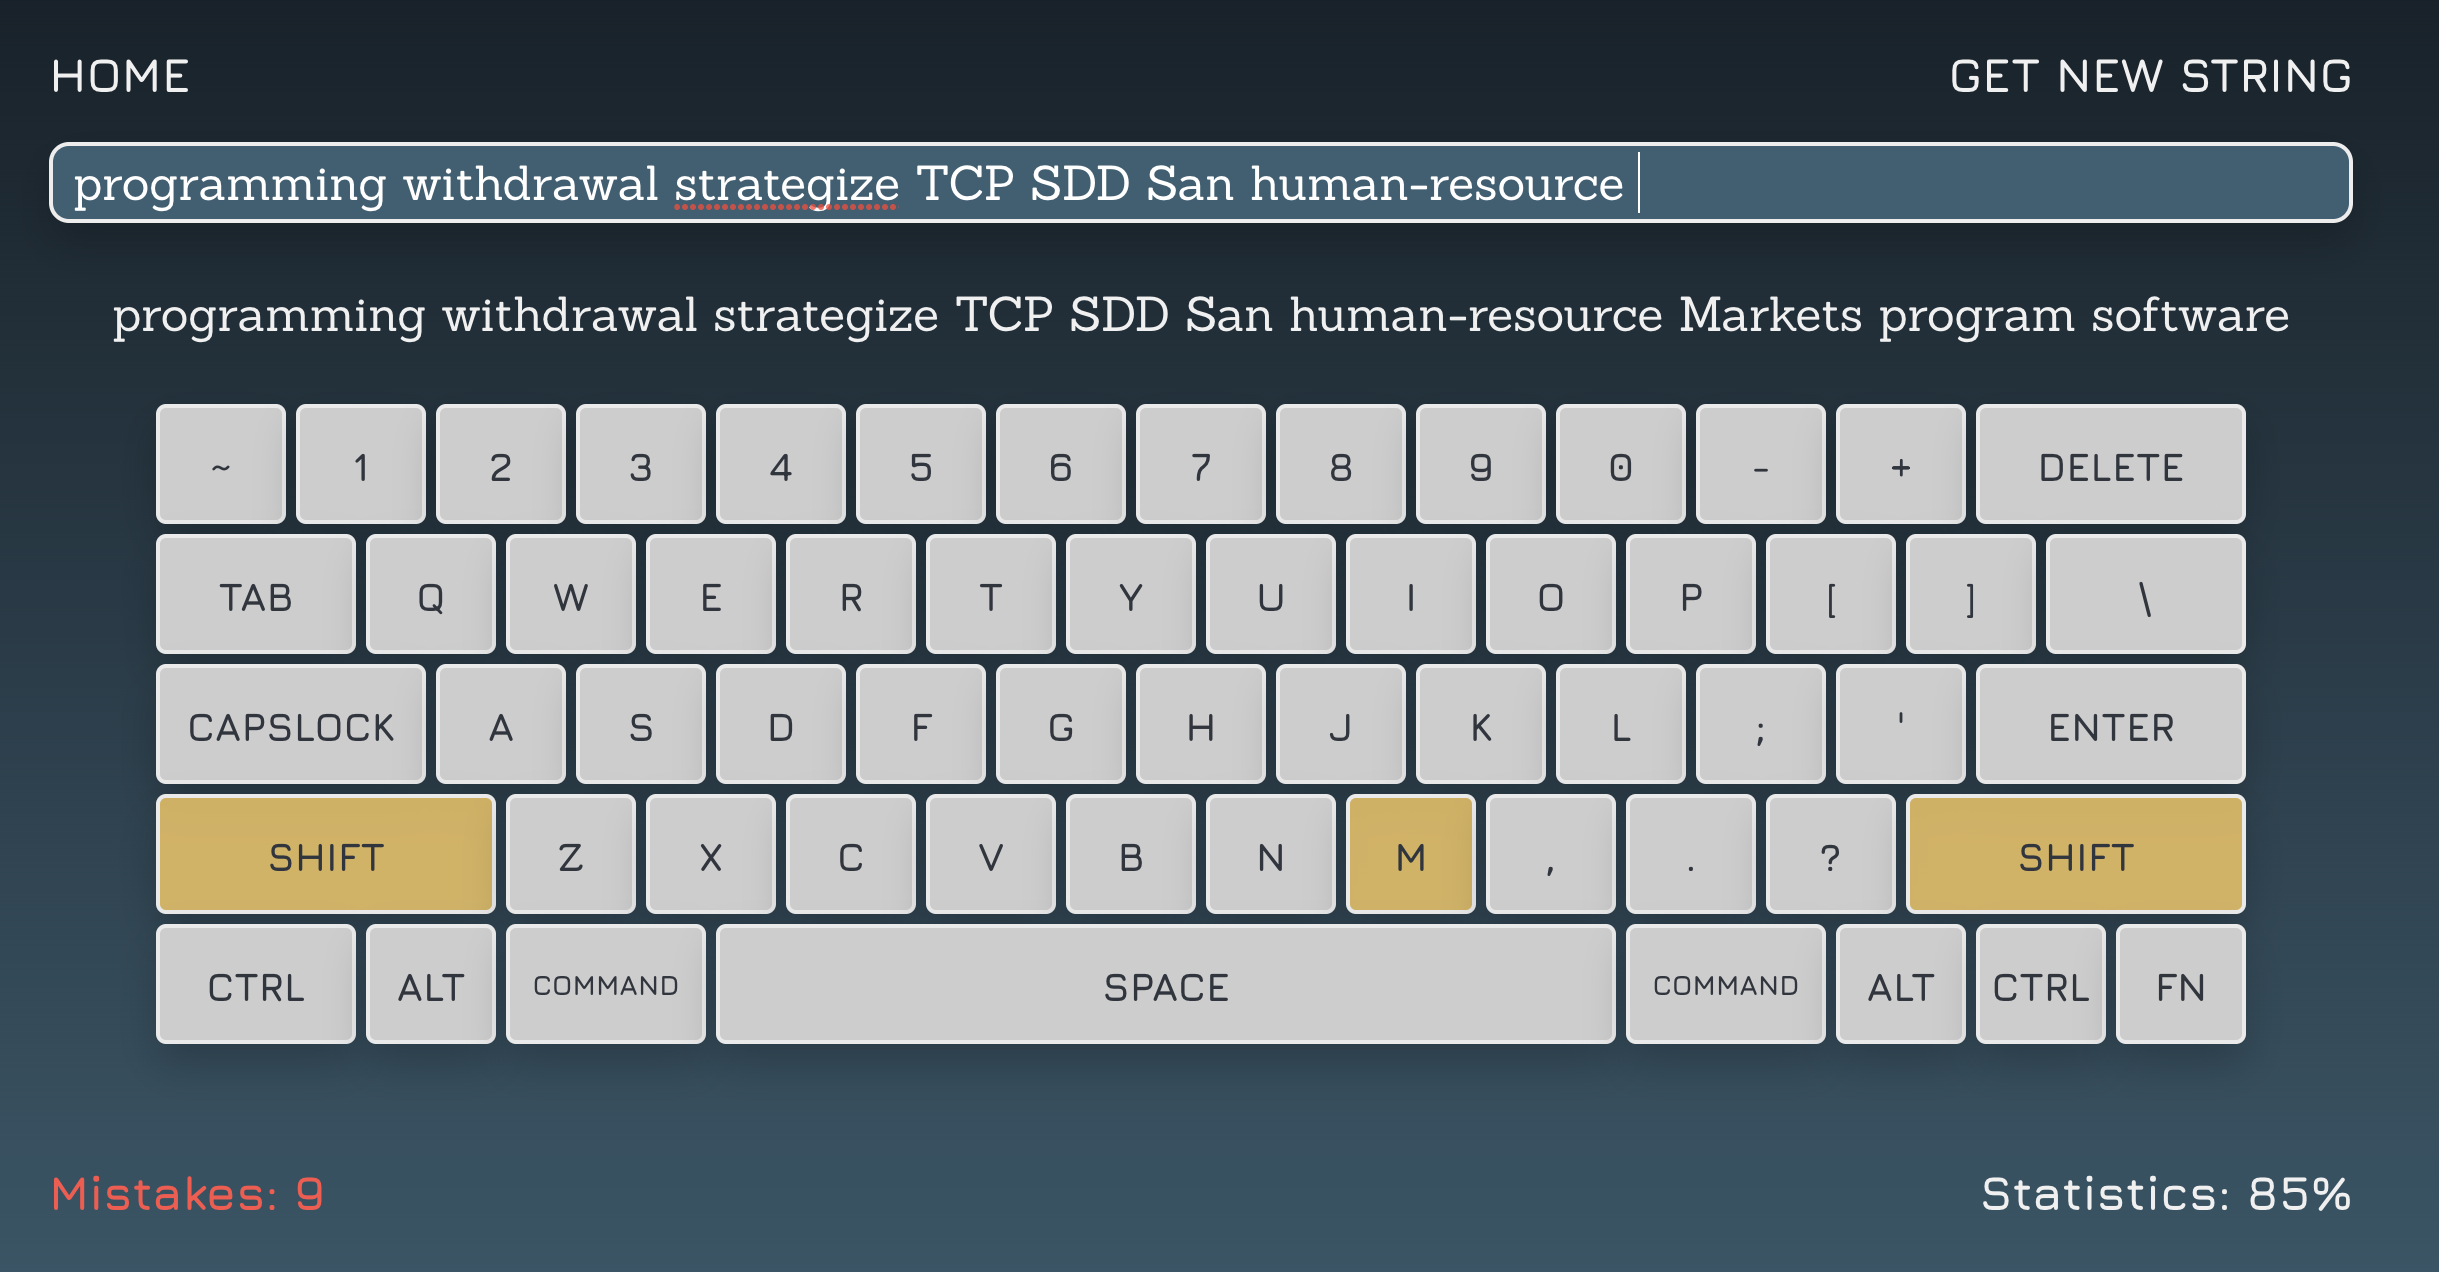 HOME GET NEW STRING
programming withdrawal strategize TCP SDD San human-resource
programming withdrawal strategize TCP SDD San human-resource Markets program software
~ 1 2 3 4 5 6 7 8 9 0 - + DELETE
TAB Q W E R T Y U I O P [ ] \
CAPSLOCK A S D F G H J K L ; ' ENTER
SHIFT Z X C V B N M , . ? SHIFT
CTRL ALT COMMAND SPACE COMMAND ALT CTRL FN
Mistakes: 9 Statistics: 85%